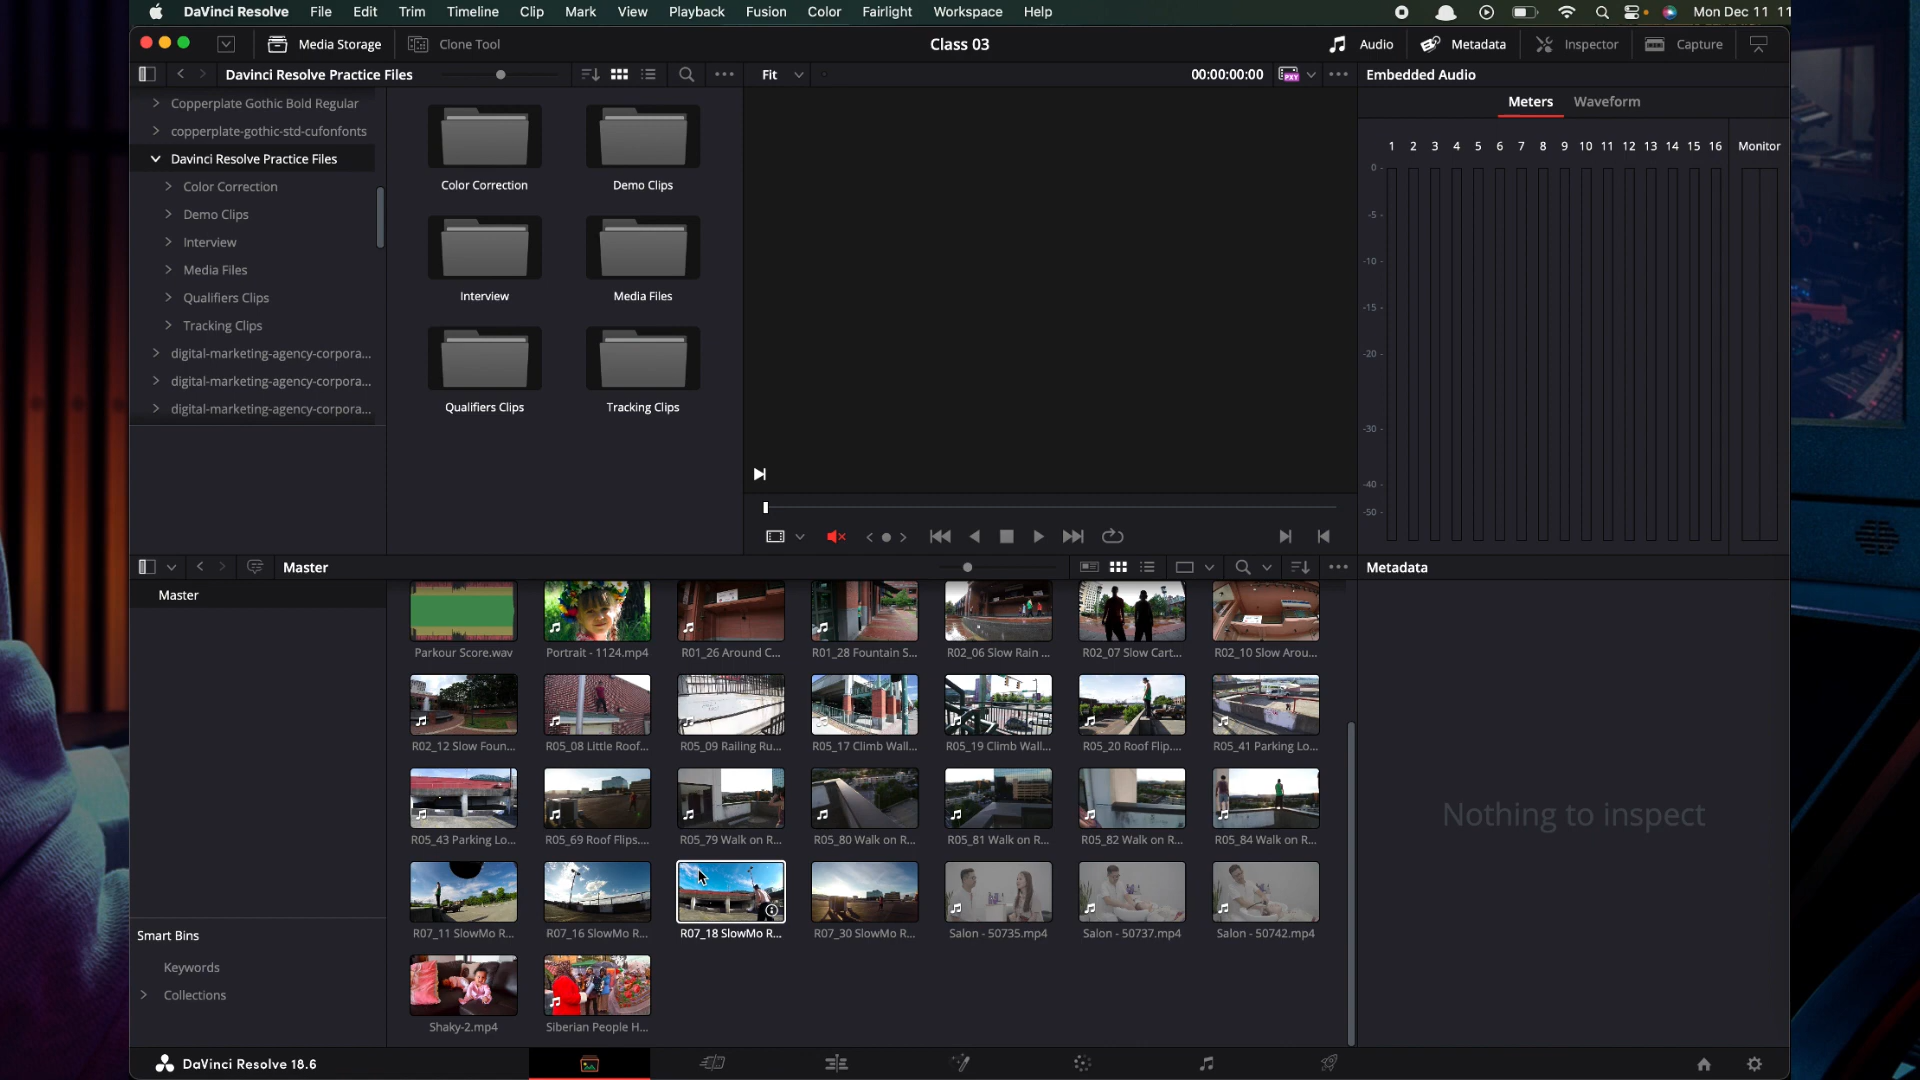 DaVinci Resolve File Edit Trim Timeline Clip Mark View Playback Fusion Color Fairlight Workspace Help Mon Dec 11 11
Media Storage Clone Tool Class 03 Audio Metadata Inspector Capture
Davinci Resolve Practice Files Fit 00:00:00:00 PXY Embedded Audio
Meters Waveform
Copperplate Gothic Bold Regular
copperplate-gothic-std-cufonfonts
Davinci Resolve Practice Files
Color Correction
Demo Clips
Interview
Media Files
Qualifiers Clips
Tracking Clips
digital-marketing-agency-corpora...
digital-marketing-agency-corpora...
digital-marketing-agency-corpora...
Color Correction Demo Clips
Interview Media Files
Qualifiers Clips Tracking Clips
1 2 3 4 5 6 7 8 9 10 11 12 13 14 15 16 Monitor
0
-5
-10
-15
-20
-30
-40
-50
Master Metadata
Master
Parkour Score.wav Portrait - 1124.mp4 R01_26 Around C... R01_28 Fountain S... R02_06 Slow Rain ... R02_07 Slow Cart... R02_10 Slow Arou...
R02_12 Slow Foun... R05_08 Little Roof... R05_09 Railing Ru... R05_17 Climb Wall... R05_19 Climb Wall... R05_20 Roof Flip.... R05_41 Parking Lo...
R05_43 Parking Lo... R05_69 Roof Flips.... R05_79 Walk on R... R05_80 Walk on R... R05_81 Walk on R... R05_82 Walk on R... R05_84 Walk on R...
R07_11 SlowMo R... R07_16 SlowMo R... R07_18 SlowMo R... R07_30 SlowMo R... Salon - 50735.mp4 Salon - 50737.mp4 Salon - 50742.mp4
Shaky-2.mp4 Siberian People H...
Nothing to inspect
Smart Bins
Keywords
Collections
DaVinci Resolve 18.6